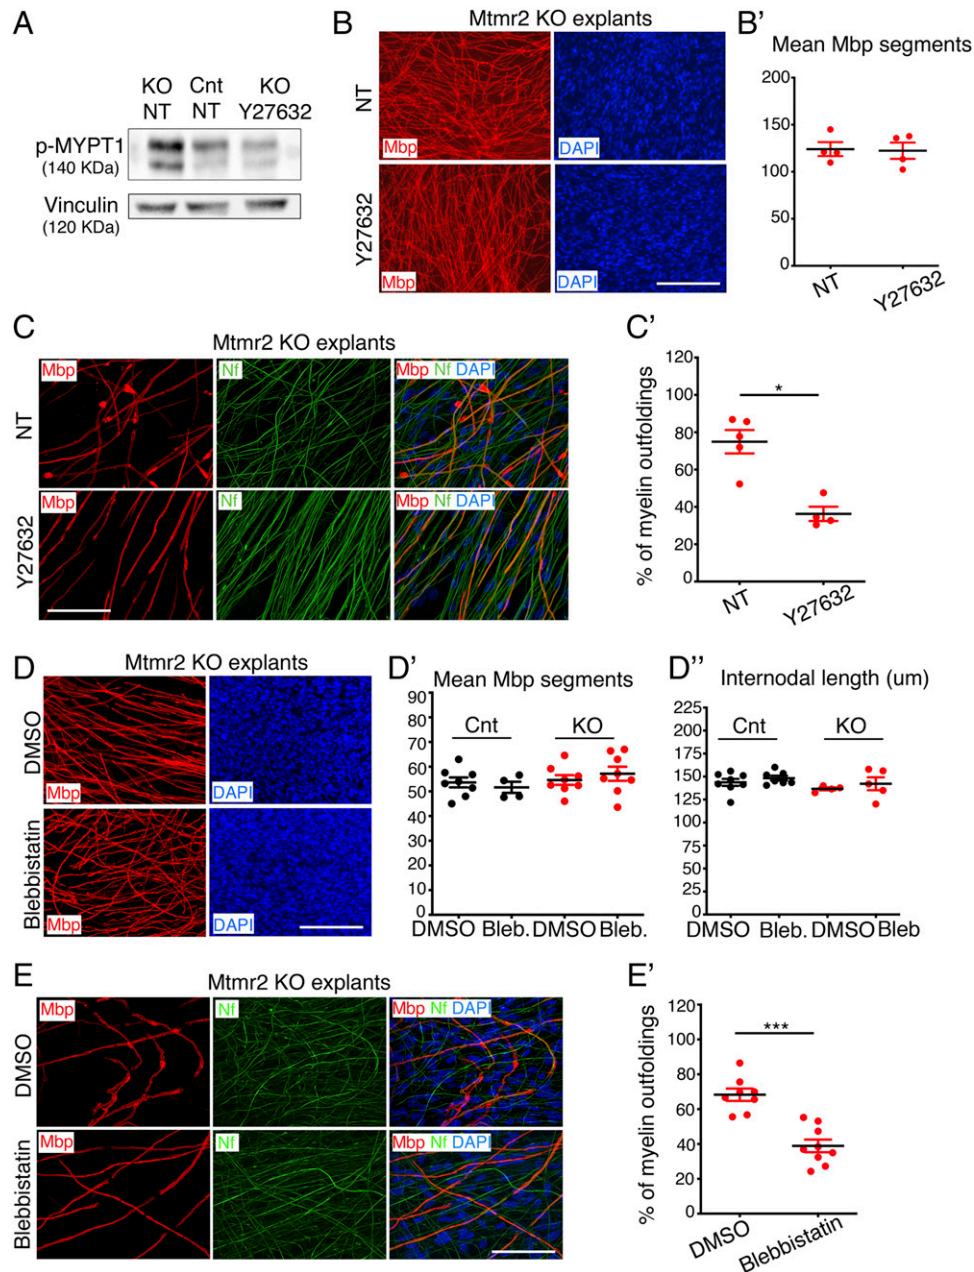 A
KO Cnt KO
NT NT Y27632
p-MYPT1
(140 KDa)
Vinculin
(120 KDa)
B
Mtmr2 KO explants
NT
Mbp
DAPI
Y27632
Mbp
DAPI
B'
Mean Mbp segments
200
150
100
50
0
NT
Y27632
C
Mtmr2 KO explants
NT
Mbp
Nf
Mbp Nf DAPI
Y27632
Mbp
Nf
Mbp Nf DAPI
C'
% of myelin outfoldings
120
100
80
60
40
20
0
*
NT
Y27632
D
Mtmr2 KO explants
DMSO
Mbp
DAPI
Blebbistatin
Mbp
DAPI
D'
Mean Mbp segments
90
80
70
60
50
40
30
20
10
0
Cnt KO
DMSO Bleb. DMSO Bleb.
D''
Internodal length (um)
225
200
175
150
125
100
75
50
25
0
Cnt KO
DMSO Bleb. DMSO Bleb
E
Mtmr2 KO explants
DMSO
Mbp
Nf
Mbp Nf DAPI
Blebbistatin
Mbp
Nf
Mbp Nf DAPI
E'
% of myelin outfoldings
120
100
80
60
40
20
0
***
DMSO
Blebbistatin